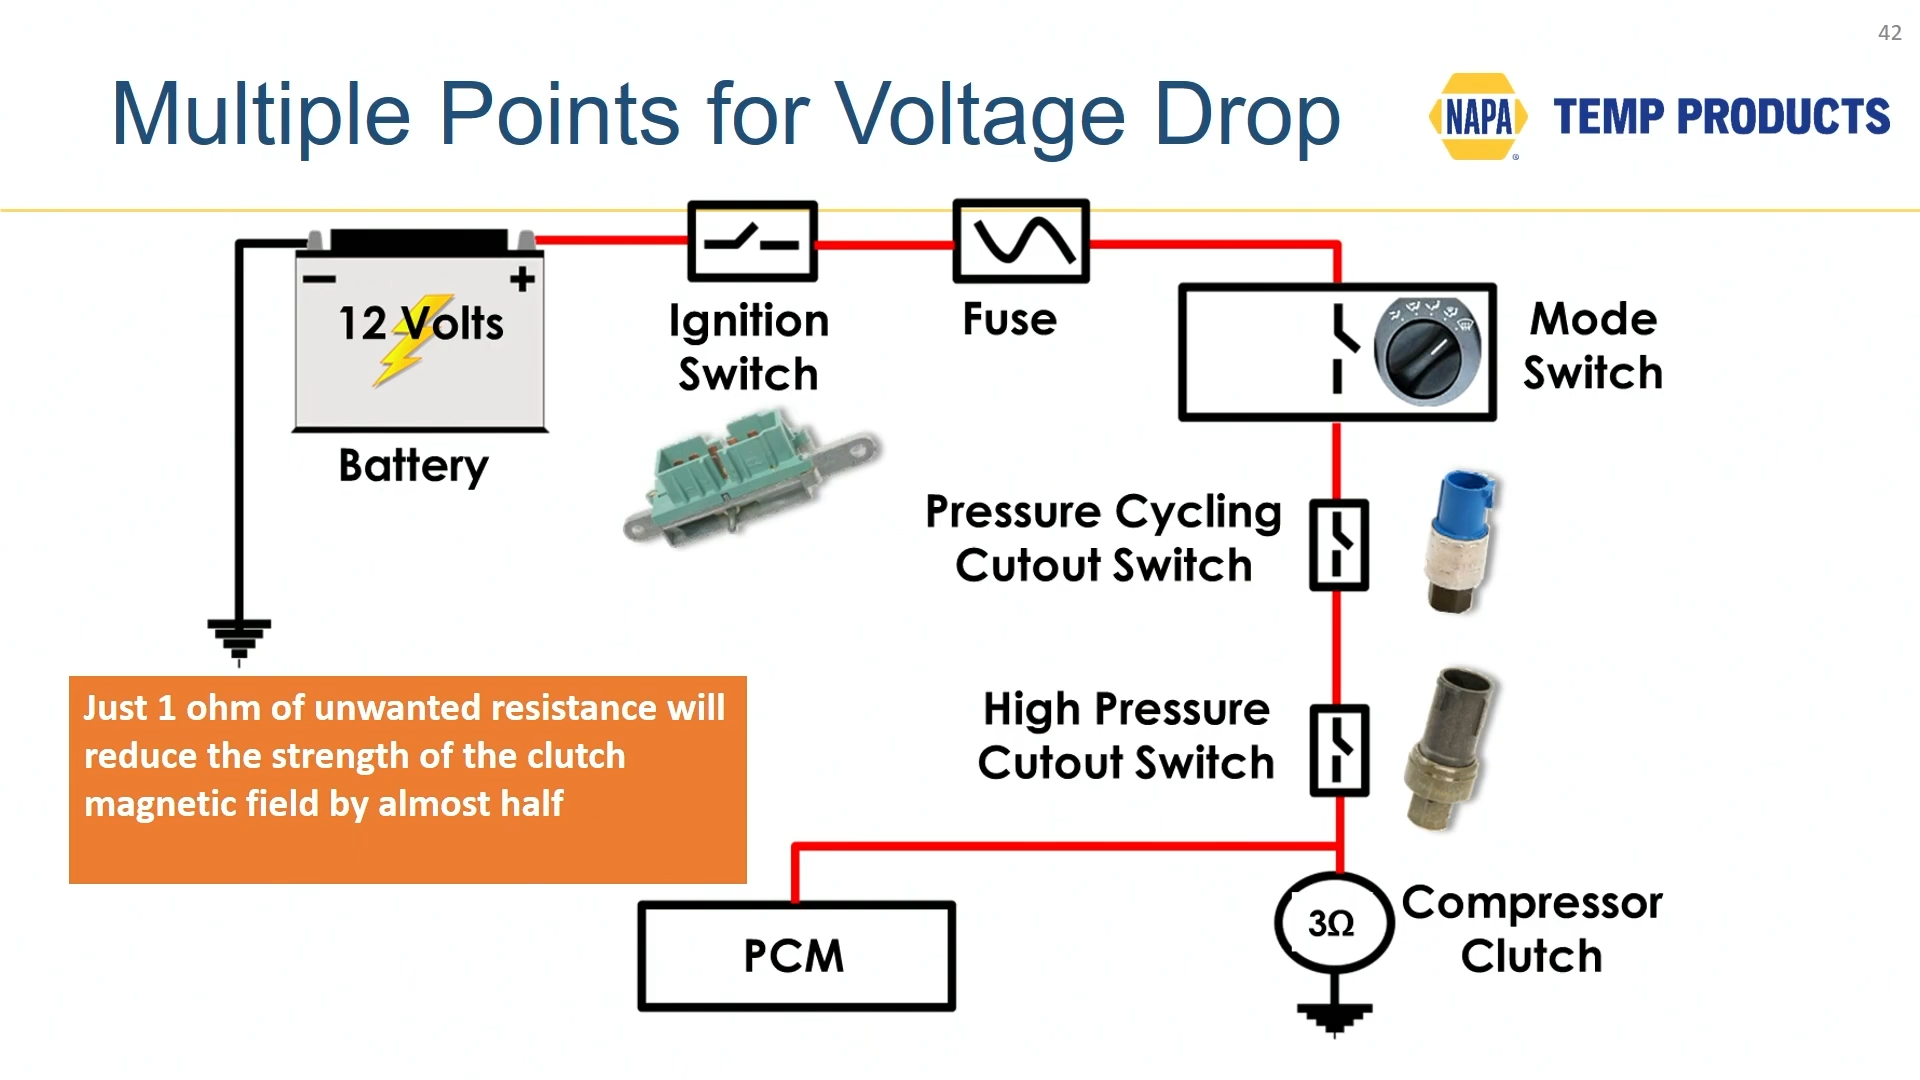 42
Multiple Points for Voltage Drop
NAPA
®
TEMP PRODUCTS
12 Volts
Battery
Ignition
Switch
Fuse
Mode
Switch
Pressure Cycling
Cutout Switch
High Pressure
Cutout Switch
Just 1 ohm of unwanted resistance will
reduce the strength of the clutch
magnetic field by almost half
PCM
3Ω
Compressor
Clutch